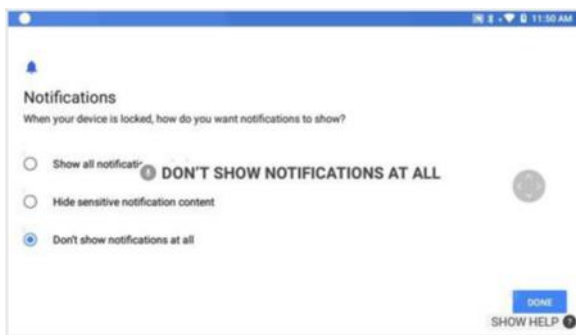 11:50 AM
Notifications
When your device is locked, how do you want notifications to show?
Show all notificatio
DON'T SHOW NOTIFICATIONS AT ALL
Hide sensitive notification content
Don't show notifications at all
DONE
SHOW HELP ?